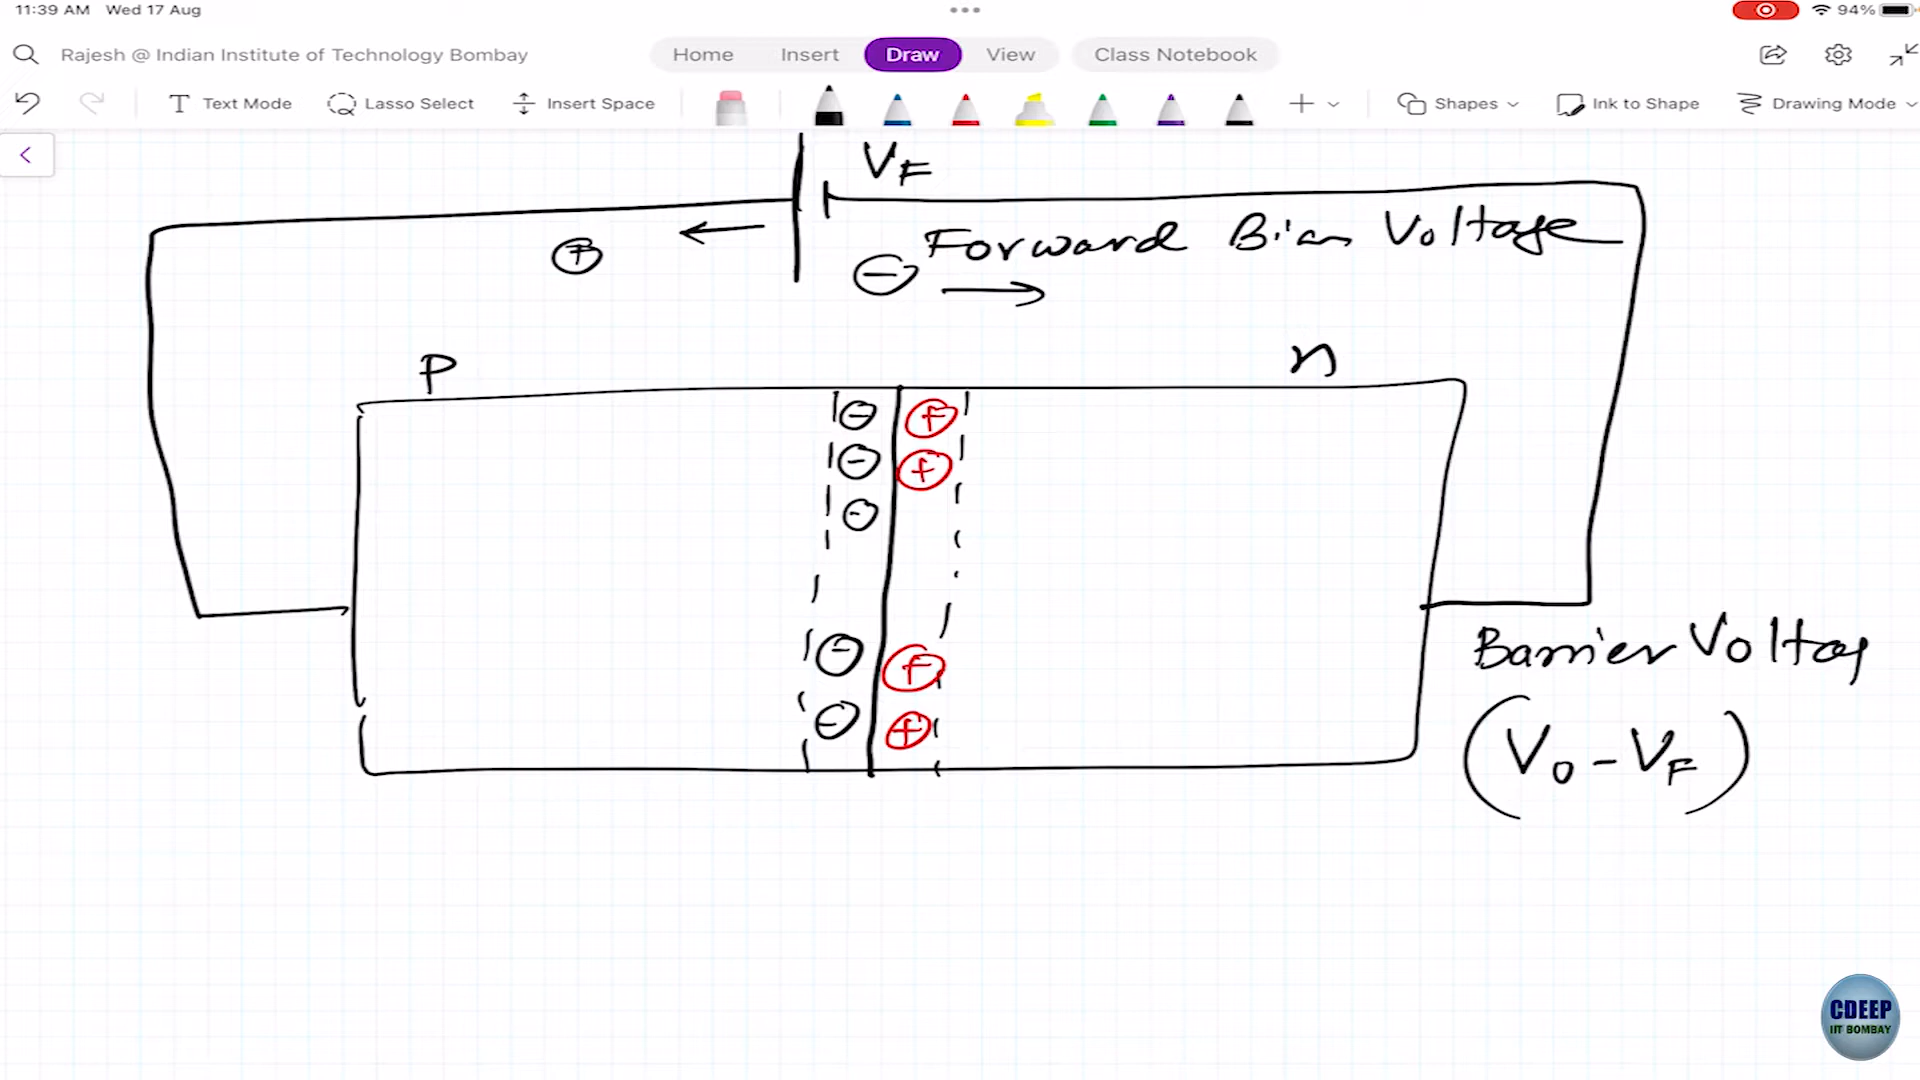 11:39 AM Wed 17 Aug
94%
Rajesh @ Indian Institute of Technology Bombay
Home Insert Draw View Class Notebook
Text Mode Lasso Select Insert Space Shapes Ink to Shape Drawing Mode
VF
+
Forward Bias Voltage
−
P n
− +
− +
−
− +
− +
Barrier Voltag
(V0 - VF)
CDEEP
IIT BOMBAY